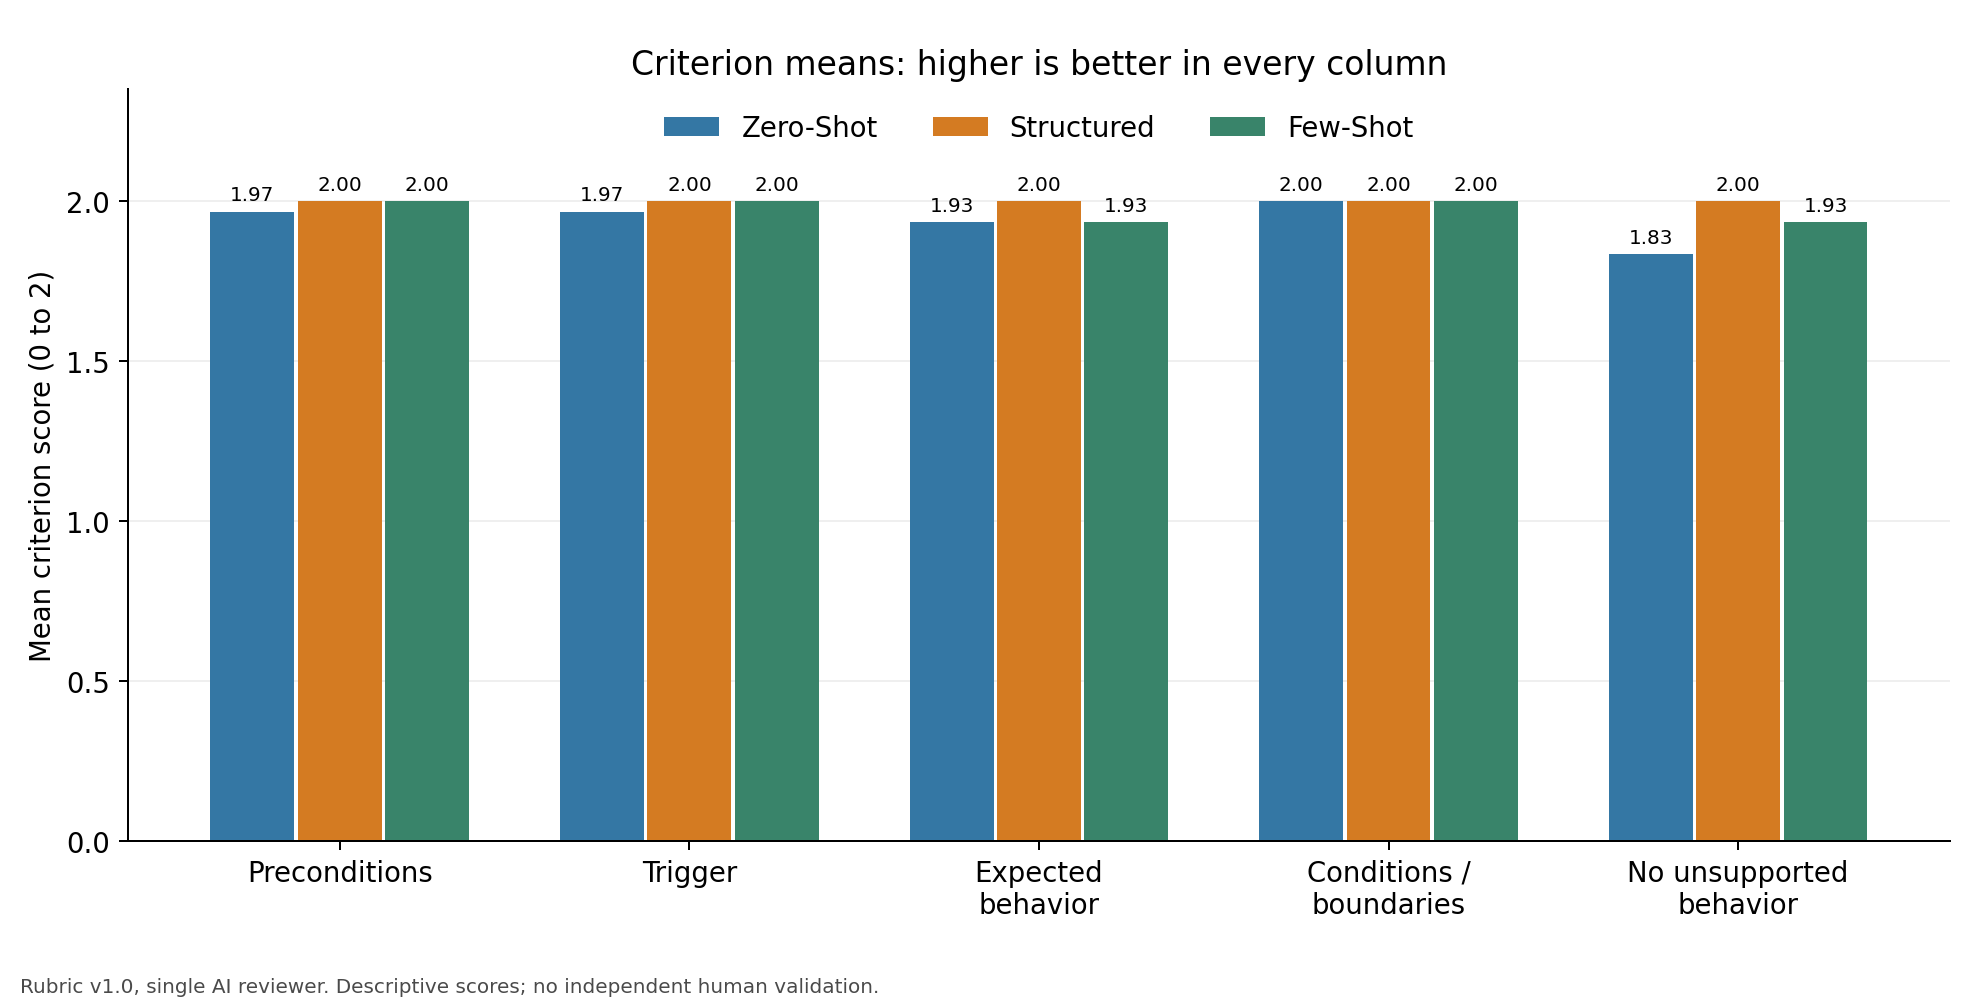 Criterion means: higher is better in every column
Zero-Shot Structured Few-Shot
1.97 2.00 2.00 1.97 2.00 2.00 1.93 2.00 1.93 2.00 2.00 2.00 1.83 2.00 1.93
Mean criterion score (0 to 2)
2.0
1.5
1.0
0.5
0.0
Preconditions
Trigger
Expected
behavior
Conditions /
boundaries
No unsupported
behavior
Rubric v1.0, single AI reviewer. Descriptive scores; no independent human validation.